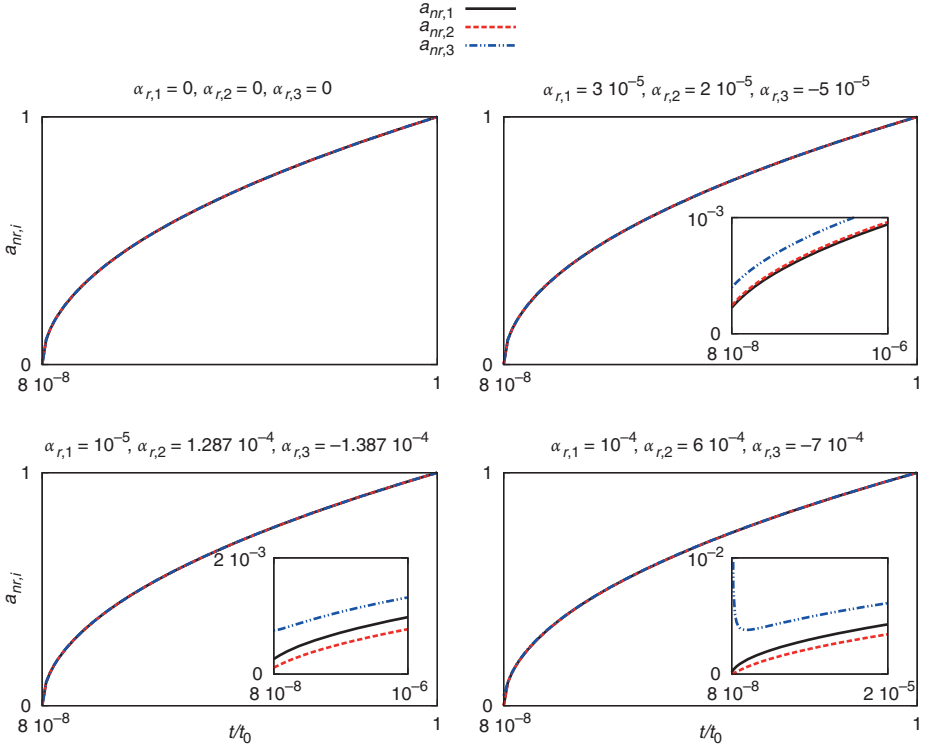 a_{nr,1}
a_{nr,2}
a_{nr,3}
α_{r,1} = 0, α_{r,2} = 0, α_{r,3} = 0
1
a_{nr,i}
0
8 10^{–8}
1
α_{r,1} = 3 10^{–5}, α_{r,2} = 2 10^{–5}, α_{r,3} = –5 10^{–5}
1
10^{–3}
0
8 10^{–8}
10^{–6}
0
8 10^{–8}
1
α_{r,1} = 10^{–5}, α_{r,2} = 1.287 10^{–4}, α_{r,3} = –1.387 10^{–4}
1
a_{nr,i}
2 10^{–3}
0
8 10^{–8}
10^{–6}
0
8 10^{–8}
t/t_0
1
α_{r,1} = 10^{–4}, α_{r,2} = 6 10^{–4}, α_{r,3} = –7 10^{–4}
1
10^{–2}
0
8 10^{–8}
2 10^{–5}
0
8 10^{–8}
t/t_0
1